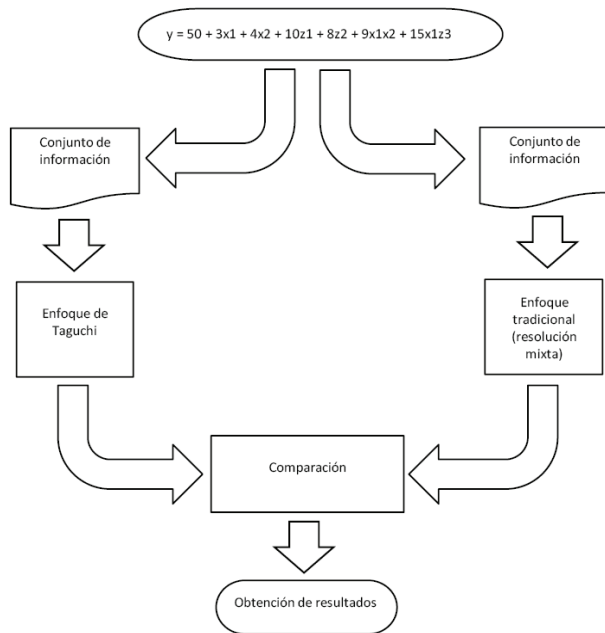 y = 50 + 3x1 + 4x2 + 10z1 + 8z2 + 9x1x2 + 15x1z3
Conjunto de
información
Conjunto de
información
Enfoque de
Taguchi
Enfoque
tradicional
(resolución
mixta)
Comparación
Obtención de resultados